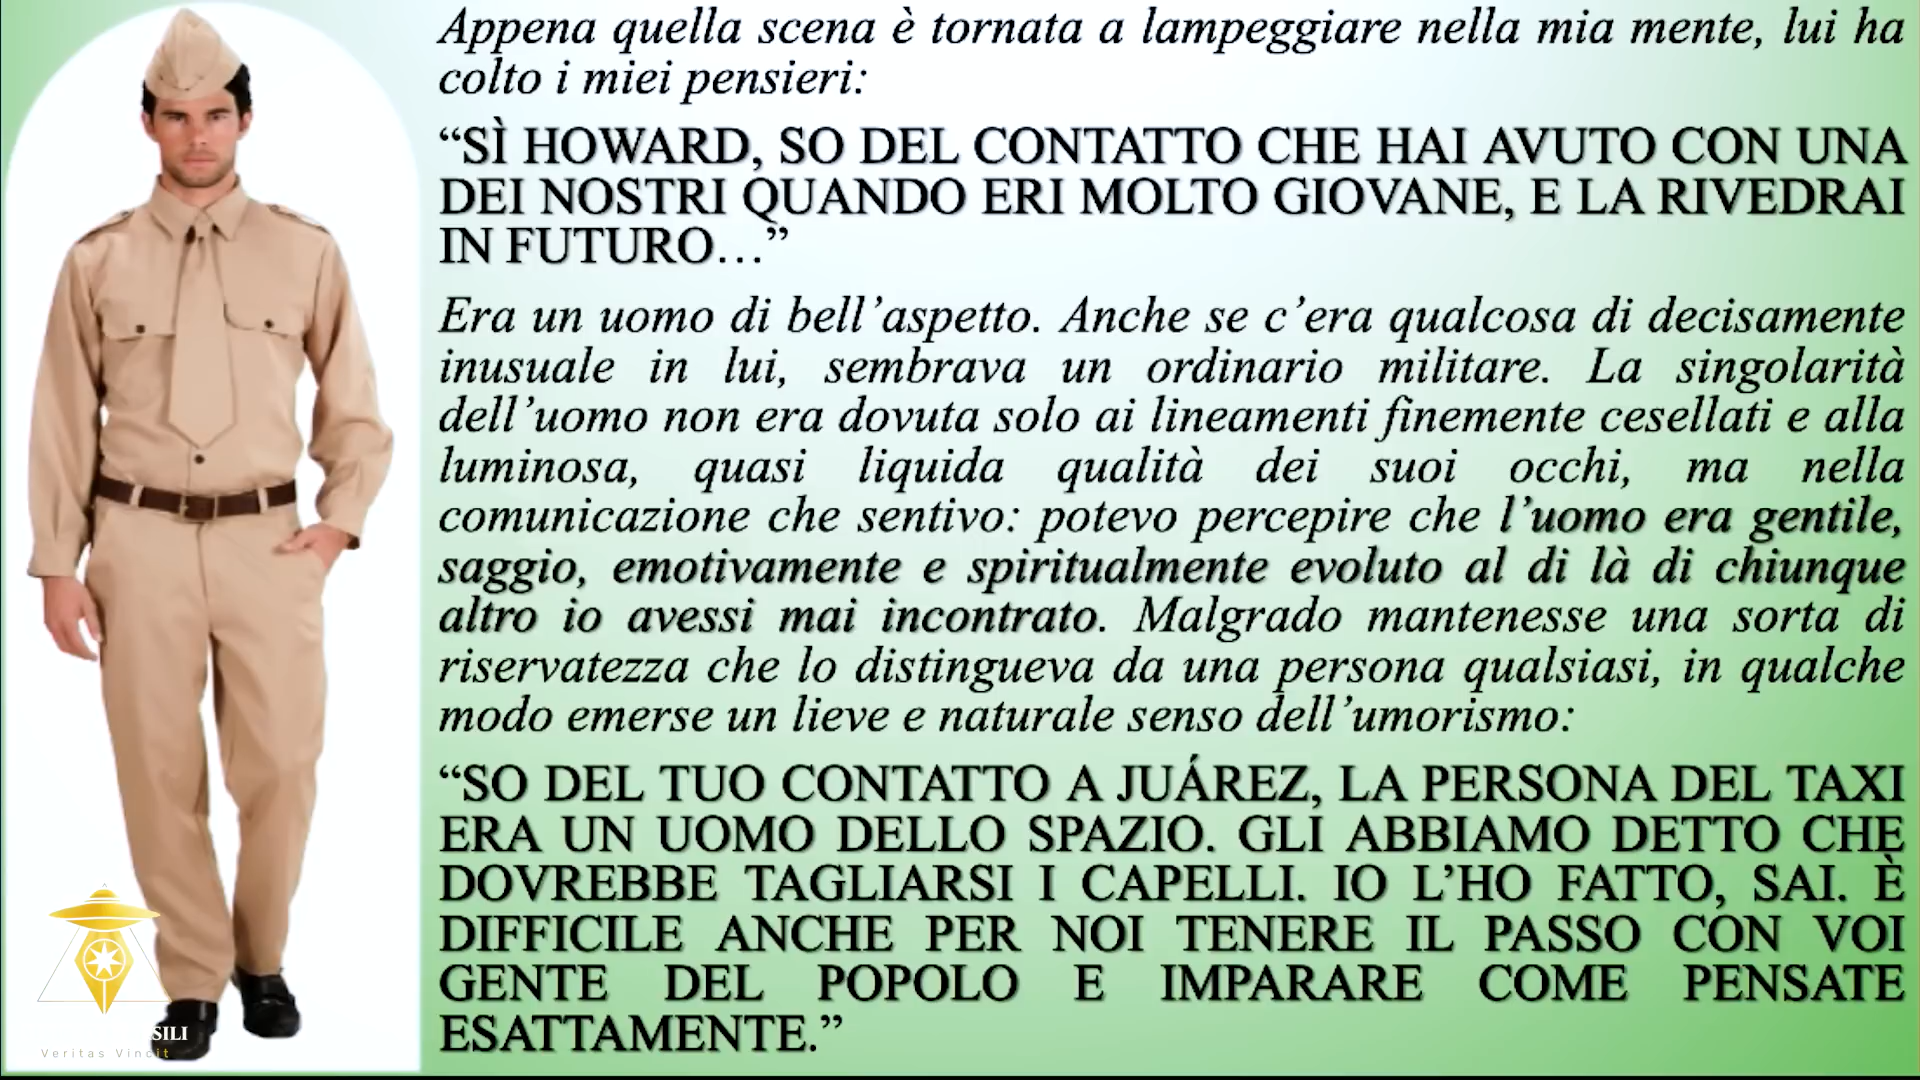 Appena quella scena è tornata a lampeggiare nella mia mente, lui ha
colto i miei pensieri:
“SÌ HOWARD, SO DEL CONTATTO CHE HAI AVUTO CON UNA
DEI NOSTRI QUANDO ERI MOLTO GIOVANE, E LA RIVEDRAI
IN FUTURO…”
Era un uomo di bell’aspetto. Anche se c’era qualcosa di decisamente
inusuale in lui, sembrava un ordinario militare. La singolarità
dell’uomo non era dovuta solo ai lineamenti finemente cesellati e alla
luminosa, quasi liquida qualità dei suoi occhi, ma nella
comunicazione che sentivo: potevo percepire che l’uomo era gentile,
saggio, emotivamente e spiritualmente evoluto al di là di chiunque
altro io avessi mai incontrato. Malgrado mantenesse una sorta di
riservatezza che lo distingueva da una persona qualsiasi, in qualche
modo emerse un lieve e naturale senso dell’umorismo:
“SO DEL TUO CONTATTO A JUÁREZ, LA PERSONA DEL TAXI
ERA UN UOMO DELLO SPAZIO. GLI ABBIAMO DETTO CHE
DOVREBBE TAGLIARSI I CAPELLI. IO L’HO FATTO, SAI. È
DIFFICILE ANCHE PER NOI TENERE IL PASSO CON VOI
GENTE DEL POPOLO E IMPARARE COME PENSATE
ESATTAMENTE.”
SILI
Veritas Vincit